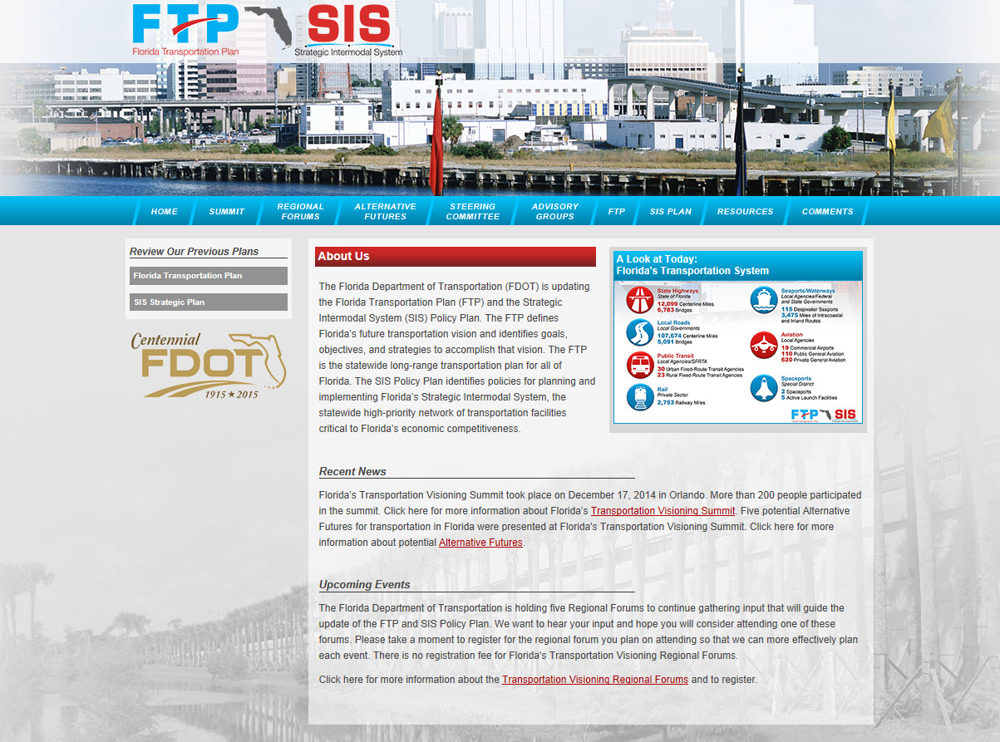 FTP
Florida Transportation Plan
SIS
Strategic Intermodal System
HOME
SUMMIT
REGIONAL
FORUMS
ALTERNATIVE
FUTURES
STEERING
COMMITTEE
ADVISORY
GROUPS
FTP
SIS PLAN
RESOURCES
COMMENTS
Review Our Previous Plans
Florida Transportation Plan
SIS Strategic Plan
Centennial
FDOT
1915 ★ 2015
About Us
The Florida Department of Transportation (FDOT) is updating
the Florida Transportation Plan (FTP) and the Strategic
Intermodal System (SIS) Policy Plan. The FTP defines
Florida's future transportation vision and identifies goals,
objectives, and strategies to accomplish that vision. The FTP
is the statewide long-range transportation plan for all of
Florida. The SIS Policy Plan identifies policies for planning and
implementing Florida's Strategic Intermodal System, the
statewide high-priority network of transportation facilities
critical to Florida's economic competitiveness.
A Look at Today:
Florida's Transportation System
State Highways
State of Florida
12,099 Centerline Miles
6,783 Bridges
Local Roads
Local Governments
107,674 Centerline Miles
5,091 Bridges
Public Transit
Local Agencies/SFRTA
30 Urban Fixed-Route Transit Agencies
23 Rural Fixed-Route Transit Agencies
Rail
Private Sector
2,753 Railway Miles
Seaports/Waterways
Local Agencies/Federal
and State Governments
115 Deepwater Seaports
3,475 Miles of Intracoastal
and Inland Routes
Aviation
Local Agencies
19 Commercial Airports
110 Public General Aviation
620 Private General Aviation
Spaceports
Special District
2 Spaceports
5 Active Launch Facilities
FTP SIS
Recent News
Florida's Transportation Visioning Summit took place on December 17, 2014 in Orlando. More than 200 people participated
in the summit. Click here for more information about Florida's Transportation Visioning Summit. Five potential Alternative
Futures for transportation in Florida were presented at Florida's Transportation Visioning Summit. Click here for more
information about potential Alternative Futures.
Upcoming Events
The Florida Department of Transportation is holding five Regional Forums to continue gathering input that will guide the
update of the FTP and SIS Policy Plan. We want to hear your input and hope you will consider attending one of these
forums. Please take a moment to register for the regional forum you plan on attending so that we can more effectively plan
each event. There is no registration fee for Florida's Transportation Visioning Regional Forums.
Click here for more information about the Transportation Visioning Regional Forums and to register.